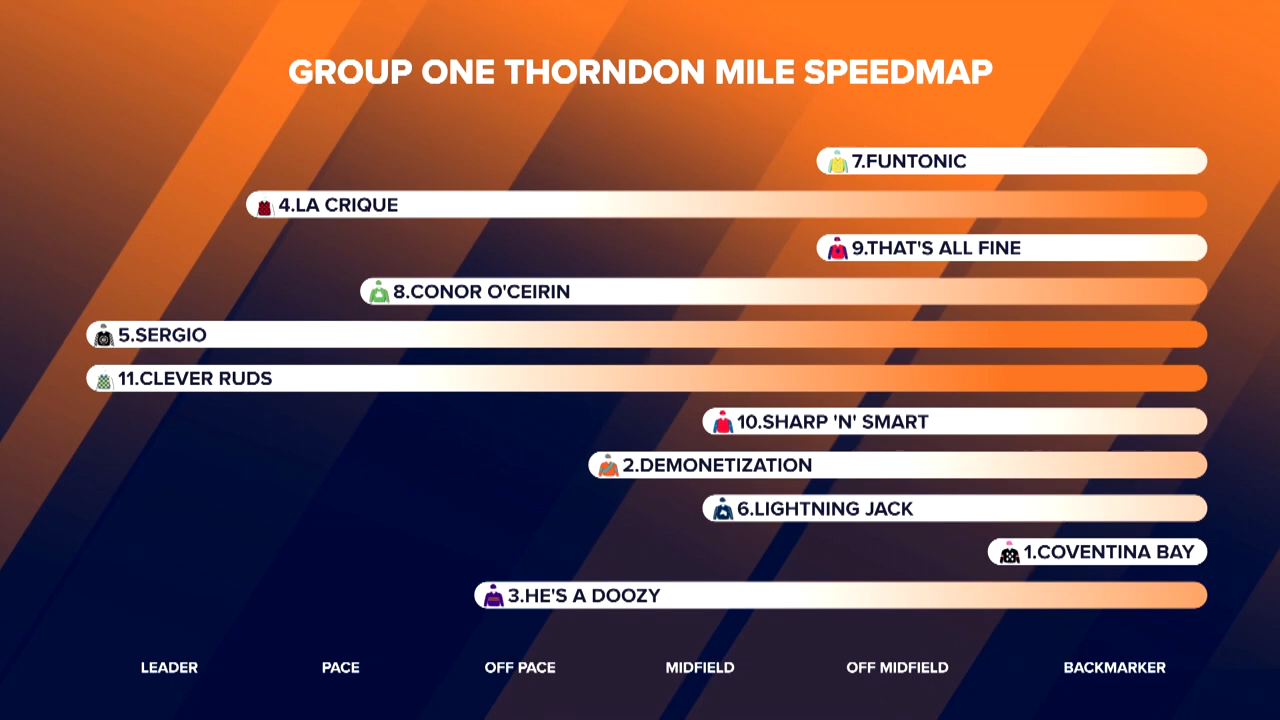 GROUP ONE THORNDON MILE SPEEDMAP
7.FUNTONIC
4.LA CRIQUE
9.THAT'S ALL FINE
8.CONOR O'CEIRIN
5.SERGIO
11.CLEVER RUDS
10.SHARP 'N' SMART
2.DEMONETIZATION
6.LIGHTNING JACK
1.COVENTINA BAY
3.HE'S A DOOZY
LEADER PACE OFF PACE MIDFIELD OFF MIDFIELD BACKMARKER